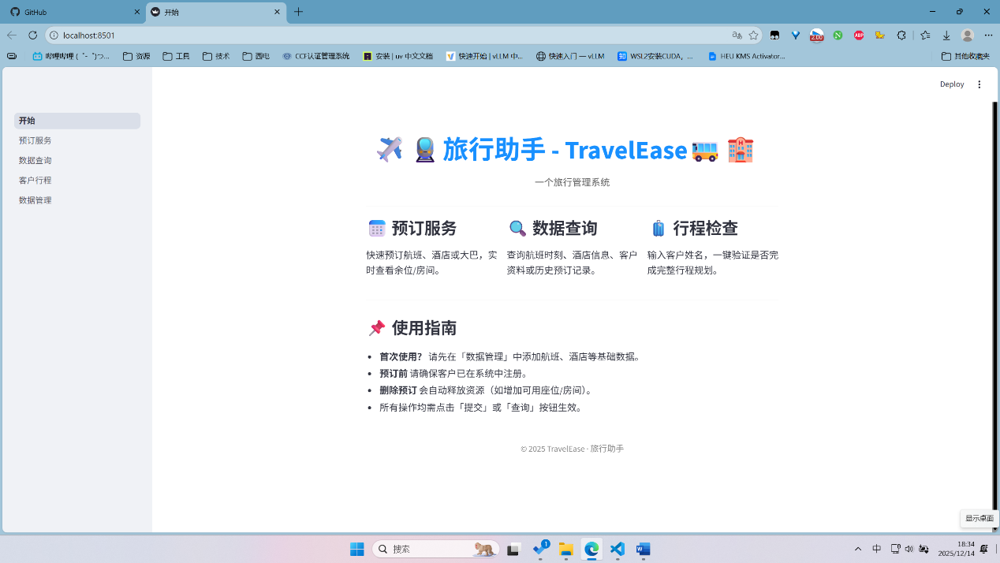 GitHub
开始
localhost:8501
2.00
ABP
哔哩哔哩 (゜-゜)つ...
资源
工具
技术
西电
CCF认证管理系统
安装 | uv 中文文档
快速开始 | vLLM 中...
快速入门 — vLLM
WSL2安装CUDA，...
HEU KMS Activator...
其他收藏夹
Deploy
开始
预订服务
数据查询
客户行程
数据管理
旅行助手 - TravelEase
一个旅行管理系统
预订服务
快速预订航班、酒店或大巴，实
时查看余位/房间。
数据查询
查询航班时刻、酒店信息、客户
资料或历史预订记录。
行程检查
输入客户姓名，一键验证是否完
成完整行程规划。
使用指南
首次使用？ 请先在「数据管理」中添加航班、酒店等基础数据。
预订前 请确保客户已在系统中注册。
删除预订 会自动释放资源（如增加可用座位/房间）。
所有操作均需点击「提交」或「查询」按钮生效。
© 2025 TravelEase · 旅行助手
显示桌面
搜索
1
中
18:34
2025/12/14